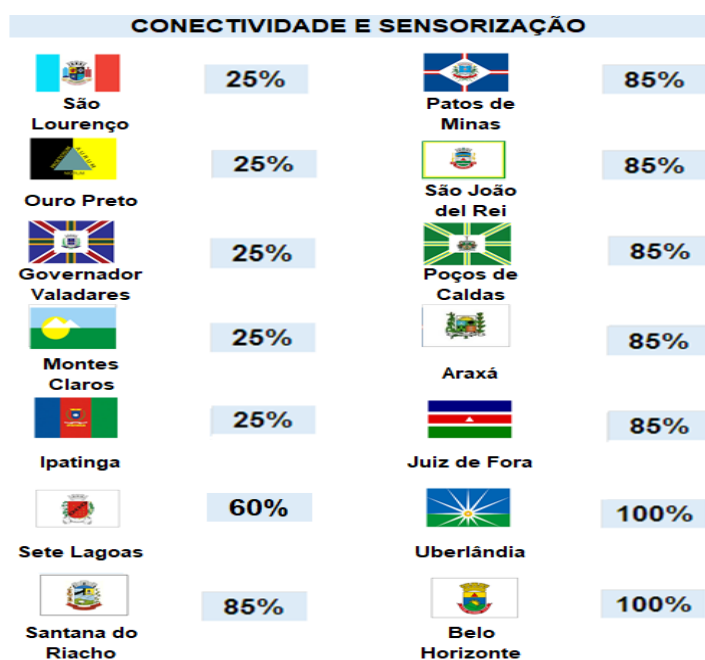 CONECTIVIDADE E SENSORIZAÇÃO
25%
São
Lourenço
25%
Ouro Preto
25%
Governador
Valadares
25%
Montes
Claros
25%
Ipatinga
60%
Sete Lagoas
85%
Santana do
Riacho
85%
Patos de
Minas
85%
São João
del Rei
85%
Poços de
Caldas
85%
Araxá
85%
Juiz de Fora
100%
Uberlândia
100%
Belo
Horizonte